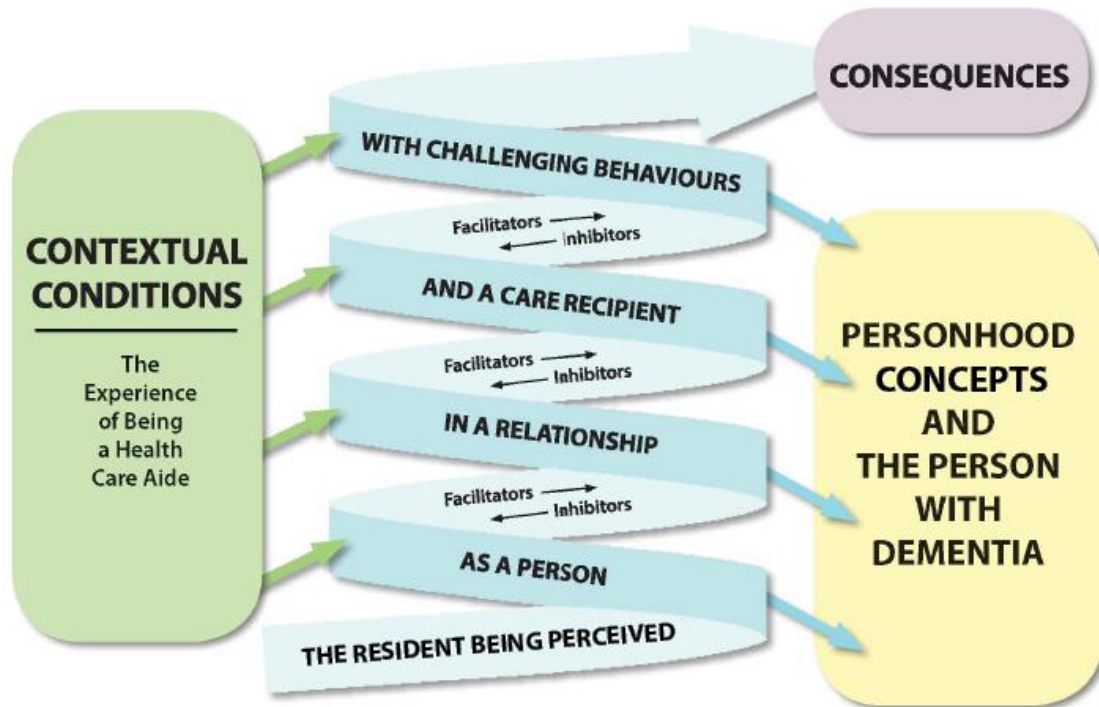 CONSEQUENCES
WITH CHALLENGING BEHAVIOURS
Facilitators
Inhibitors
CONTEXTUAL
CONDITIONS
The
Experience
of Being
a Health
Care Aide
AND A CARE RECIPIENT
Facilitators
Inhibitors
IN A RELATIONSHIP
Facilitators
Inhibitors
AS A PERSON
THE RESIDENT BEING PERCEIVED
PERSONHOOD
CONCEPTS
AND
THE PERSON
WITH
DEMENTIA